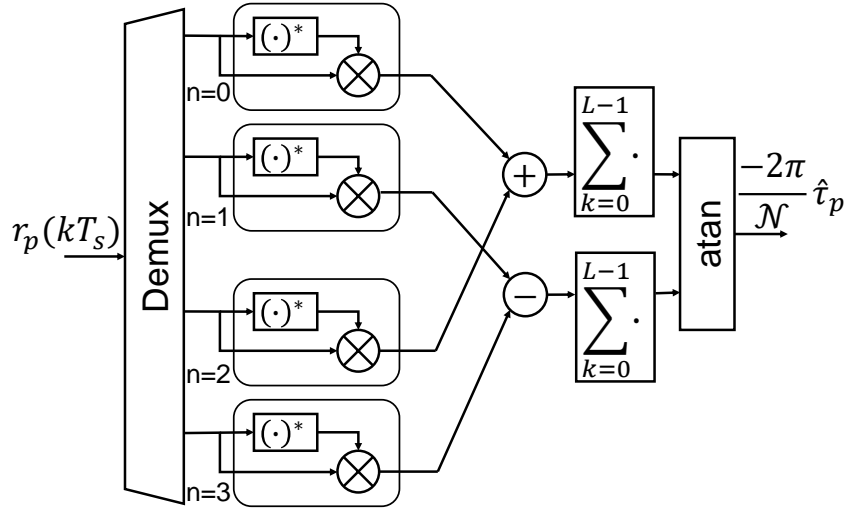 (·)*
n=0
(·)*
n=1
r_p(kT_s)
Demux
(·)*
n=2
(·)*
n=3
+
−
L−1
∑ ·
k=0
L−1
∑ ·
k=0
atan
−2π/𝒩 τ̂_p